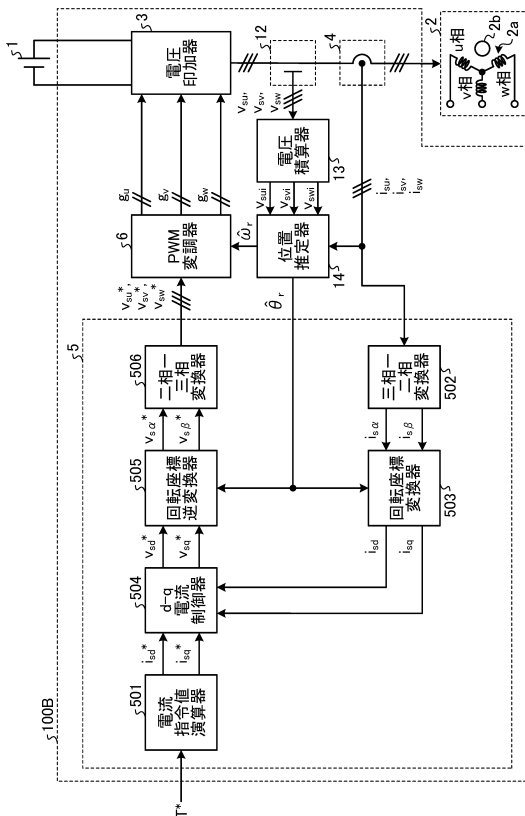 100B
5
T*
501
電流
指令値
演算器
isd*
isq*
504
d-q
電流
制御器
vsd*
vsq*
505
回転座標
逆変換器
vsα*
vsβ*
506
二相ー
三相
変換器
vsu*,
vsv*,
vsw*
6
PWM
変調器
gu
gv
gw
3
電圧
印加器
1
12
4
vsu,
vsv,
vsw
電圧
積算器
13
vsui
vsvi
vswi
位置
推定器
14
ω̂r
θ̂r
isu,
isv,
isw
三相ー
二相
変換器
502
isα
isβ
回転座標
変換器
503
isd
isq
2
u相
v相
w相
2b
2a